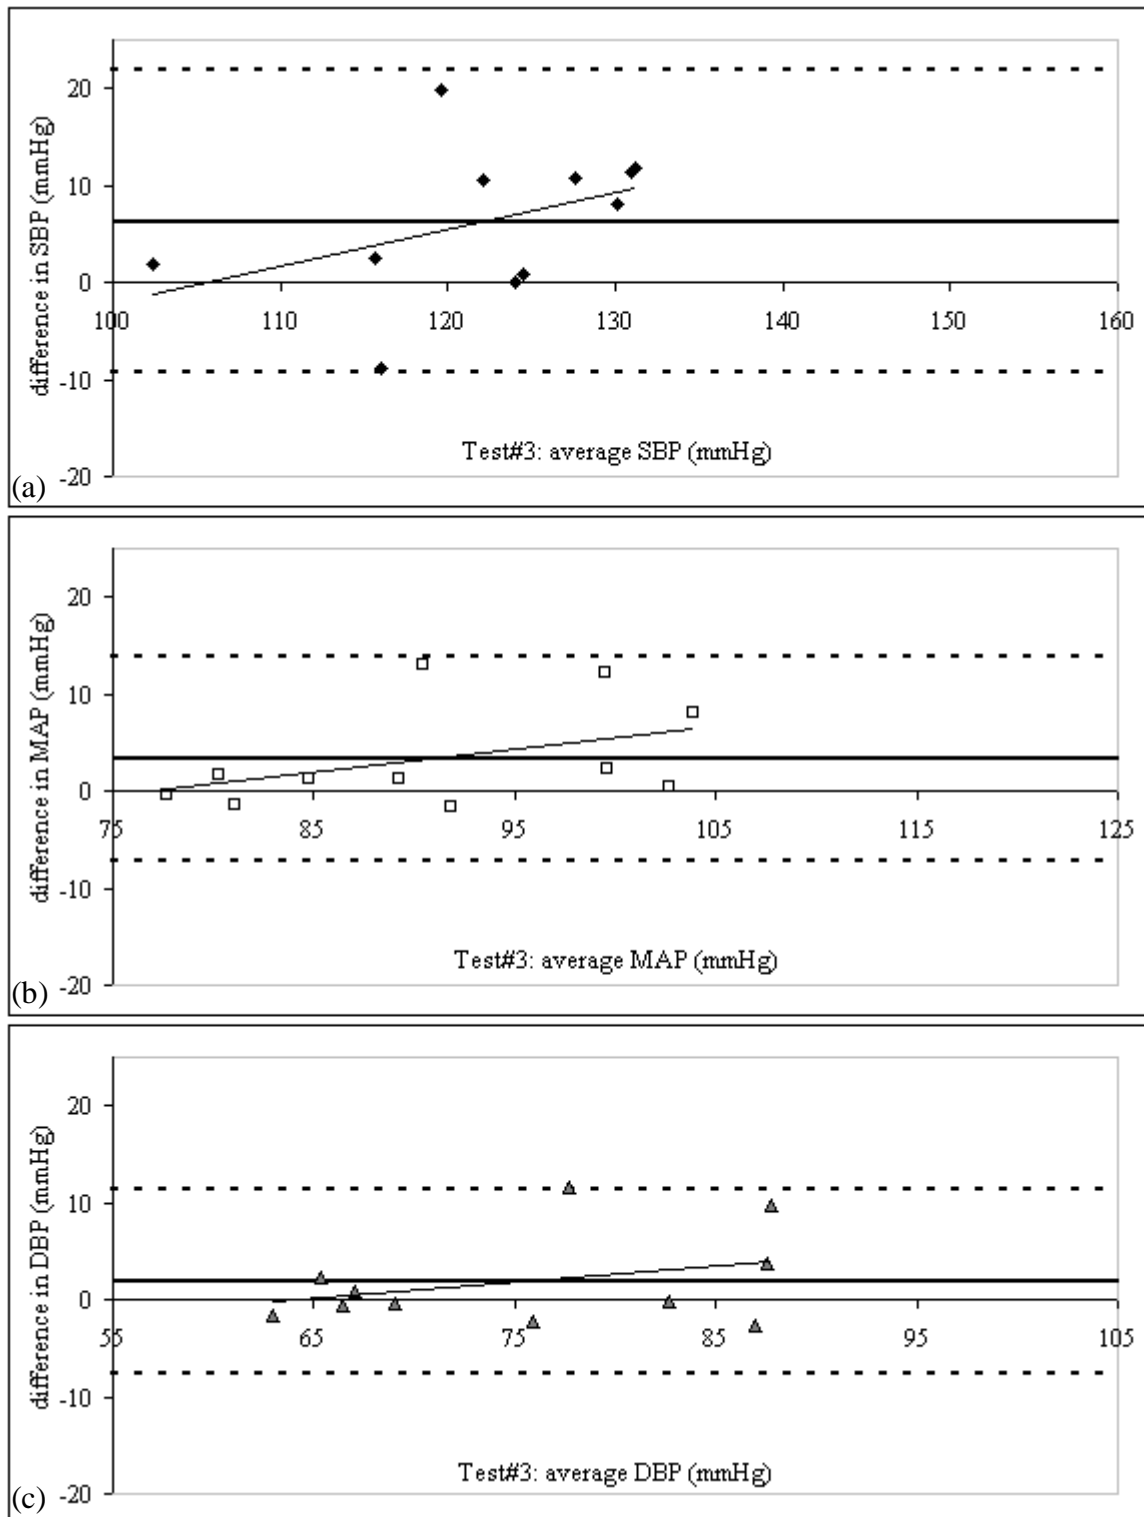 difference in SBP (mmHg)
20
10
0
-10
-20
100 110 120 130 140 150 160
Test#3: average SBP (mmHg)
(a)
difference in MAP (mmHg)
20
10
0
-10
-20
75 85 95 105 115 125
Test#3: average MAP (mmHg)
(b)
difference in DBP (mmHg)
20
10
0
-10
-20
55 65 75 85 95 105
Test#3: average DBP (mmHg)
(c)